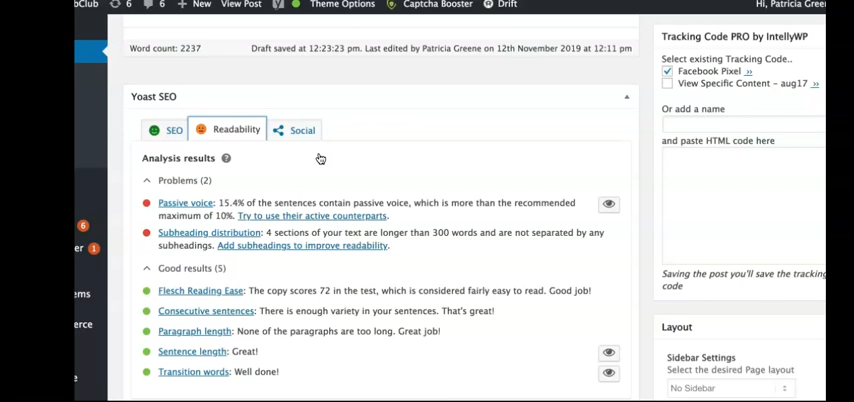 bClub 6 6 + New View Post Theme Options Captcha Booster Drift Hi, Patricia Green
Word count: 2237 Draft saved at 12:23:23 pm. Last edited by Patricia Greene on 12th November 2019 at 12:11 pm
Yoast SEO
SEO Readability Social
Analysis results ?
Problems (2)
Passive voice: 15.4% of the sentences contain passive voice, which is more than the recommended
maximum of 10%. Try to use their active counterparts.
Subheading distribution: 4 sections of your text are longer than 300 words and are not separated by any
subheadings. Add subheadings to improve readability.
Good results (5)
Flesch Reading Ease: The copy scores 72 in the test, which is considered fairly easy to read. Good job!
Consecutive sentences: There is enough variety in your sentences. That's great!
Paragraph length: None of the paragraphs are too long. Great job!
Sentence length: Great!
Transition words: Well done!
6
er 1
ems
erce
e
Tracking Code PRO by IntellyWP
Select existing Tracking Code..
Facebook Pixel »
View Specific Content - aug17 »
Or add a name
and paste HTML code here
Saving the post you'll save the tracking
code
Layout
Sidebar Settings
Select the desired Page layout
No Sidebar